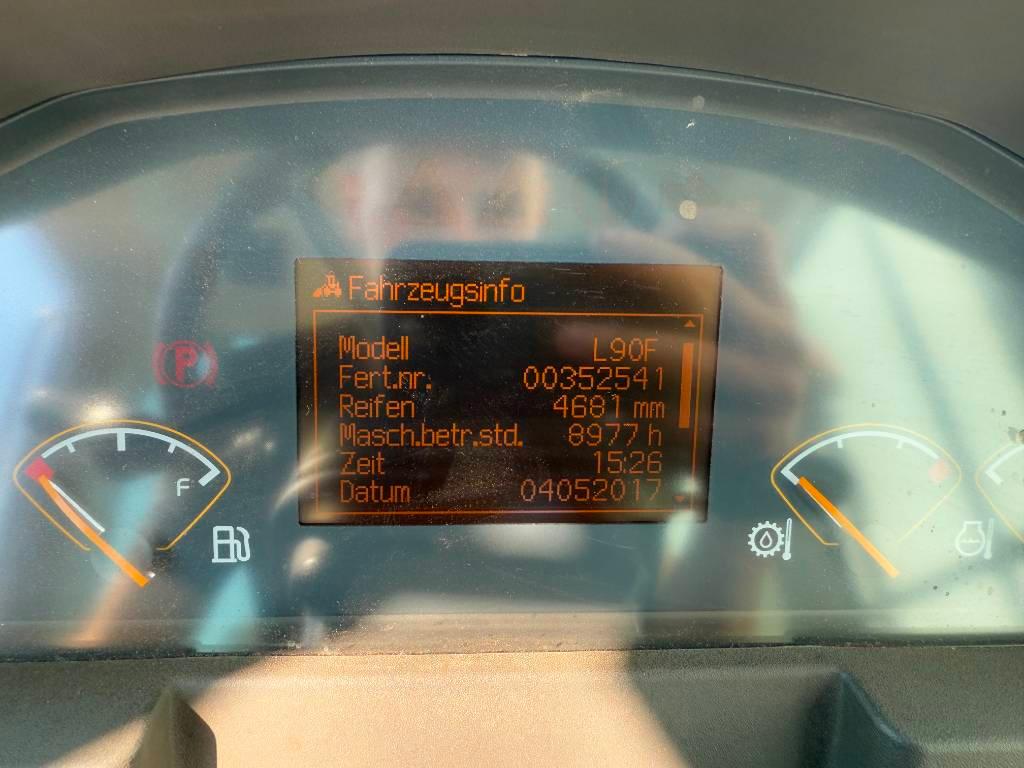 Fahrzeugsinfo
Modell L90F
Fert.nr. 00352541
Reifen 4681 mm
Masch.betr.std. 8977 h
Zeit 15:26
Datum 04052017
P
F